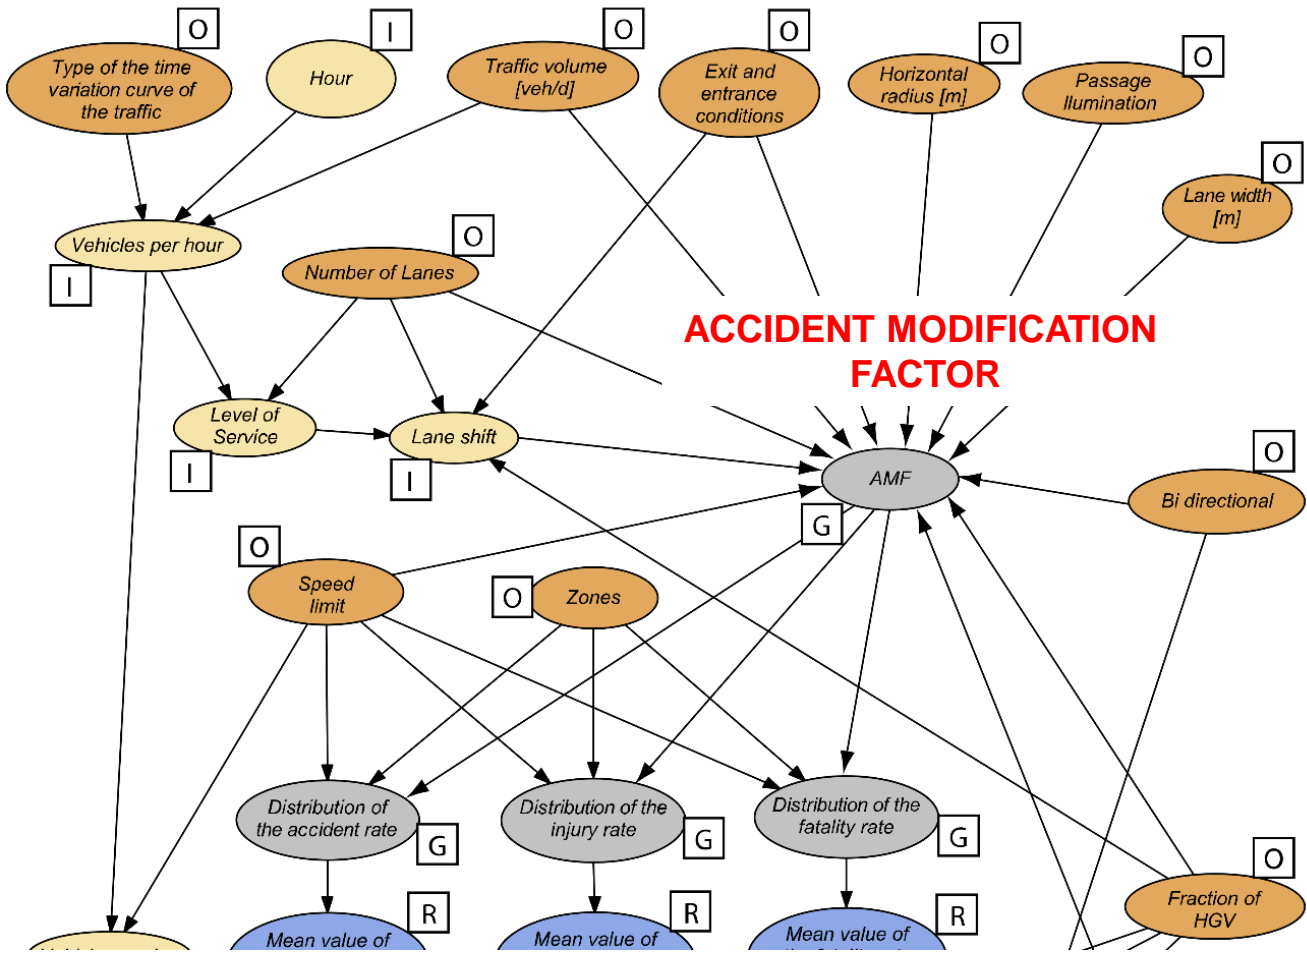 O
Type of the time
variation curve of
the traffic
I
Hour
O
Traffic volume
[veh/d]
O
Exit and
entrance
conditions
O
Horizontal
radius [m]
O
Passage
Ilumination
O
Lane width
[m]
Vehicles per hour
I
O
Number of Lanes
ACCIDENT MODIFICATION
FACTOR
Level of
Service
I
Lane shift
I
AMF
G
O
Bi directional
O
Speed
limit
O
Zones
Distribution of
the accident rate
G
Distribution of the
injury rate
G
Distribution of the
fatality rate
G
O
Fraction of
HGV
R
Mean value of
R
Mean value of
R
Mean value of